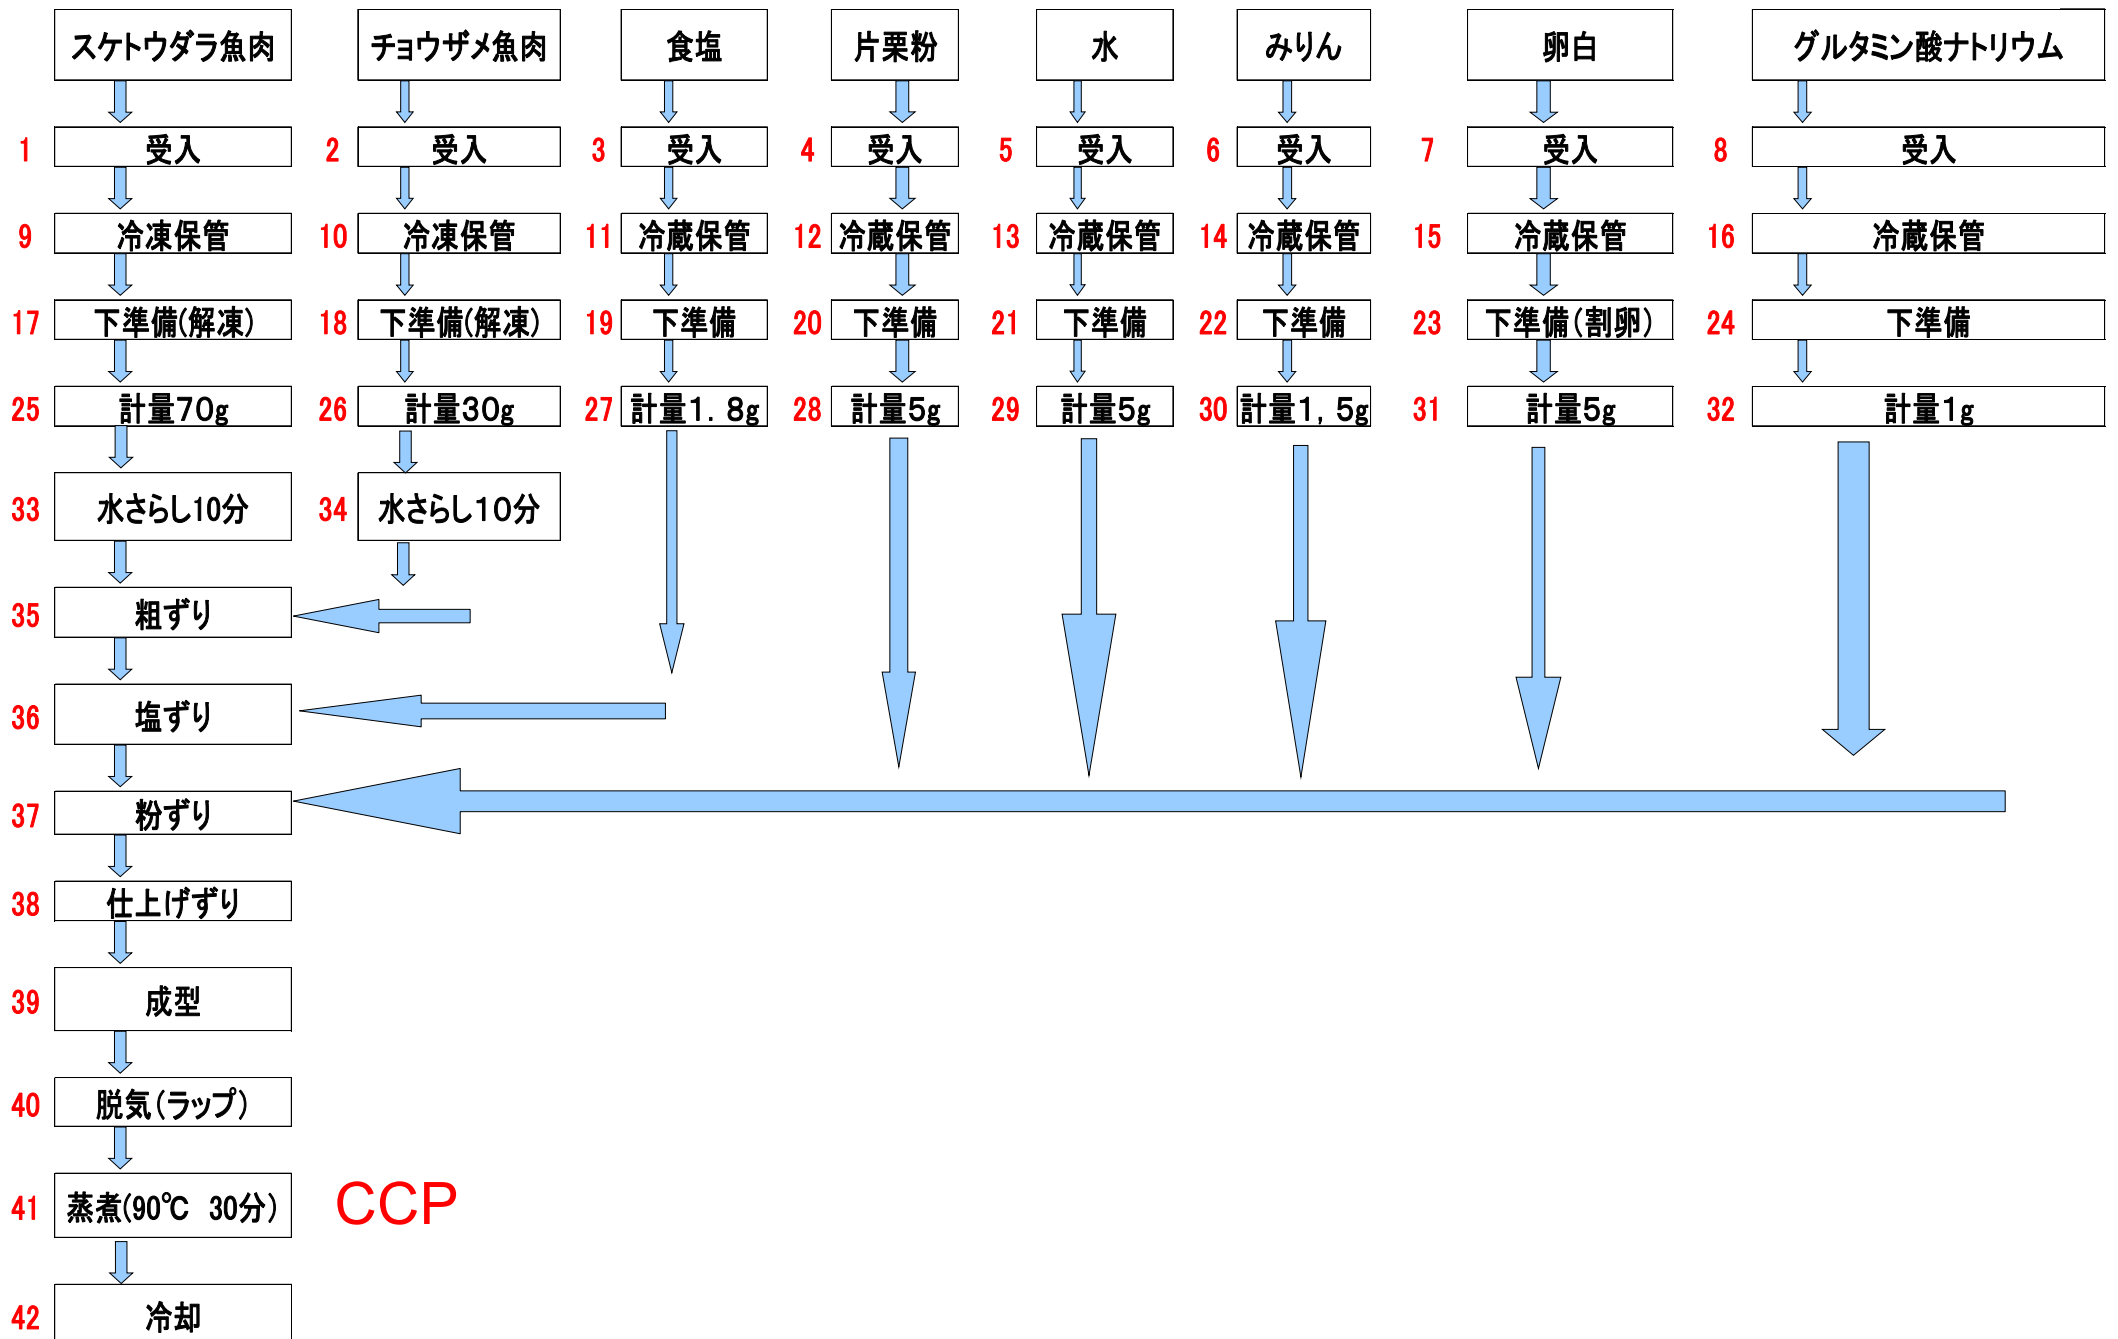 スケトウダラ魚肉 チョウザメ魚肉 食塩 片栗粉 水 みりん 卵白 グルタミン酸ナトリウム
1 受入 2 受入 3 受入 4 受入 5 受入 6 受入 7 受入 8 受入
9 冷凍保管 10 冷凍保管 11 冷蔵保管 12 冷蔵保管 13 冷蔵保管 14 冷蔵保管 15 冷蔵保管 16 冷蔵保管
17 下準備(解凍) 18 下準備(解凍) 19 下準備 20 下準備 21 下準備 22 下準備 23 下準備(割卵) 24 下準備
25 計量70g 26 計量30g 27 計量1.8g 28 計量5g 29 計量5g 30 計量1,5g 31 計量5g 32 計量1g
33 水さらし10分 34 水さらし10分
35 粗ずり
36 塩ずり
37 粉ずり
38 仕上げずり
39 成型
40 脱気(ラップ)
41 蒸煮(90℃ 30分) CCP
42 冷却